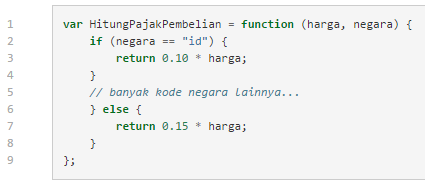 1 var HitungPajakPembelian = function (harga, negara) {
2     if (negara == "id") {
3         return 0.10 * harga;
4     }
5     // banyak kode negara lainnya...
6     } else {
7         return 0.15 * harga;
8     }
9 };